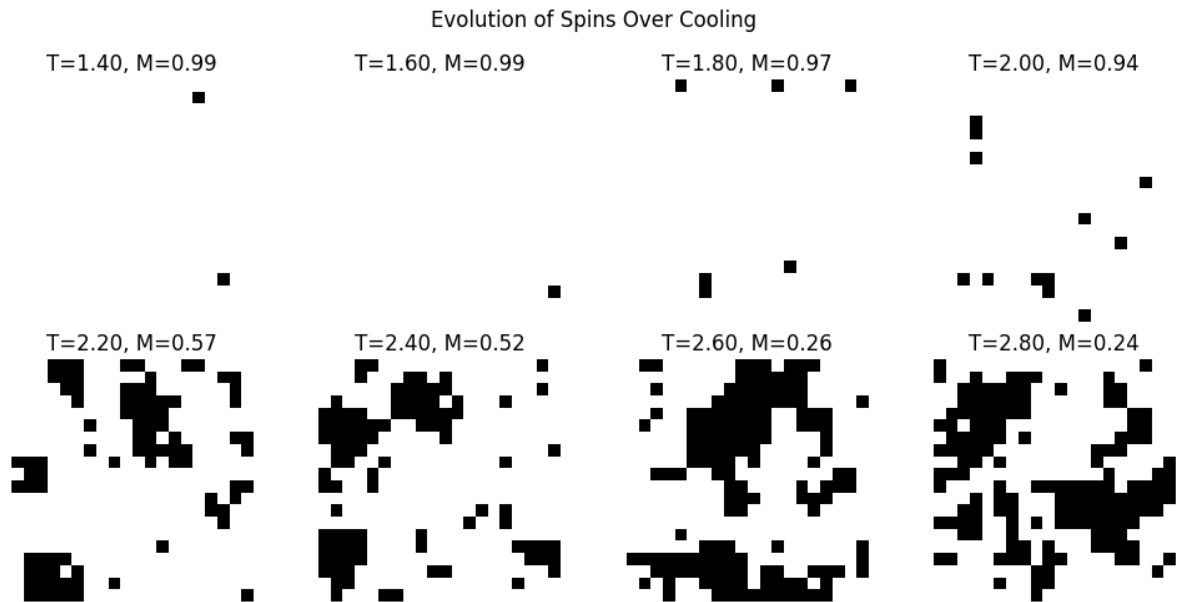 Evolution of Spins Over Cooling
T=1.40, M=0.99
T=1.60, M=0.99
T=1.80, M=0.97
T=2.00, M=0.94
T=2.20, M=0.57
T=2.40, M=0.52
T=2.60, M=0.26
T=2.80, M=0.24